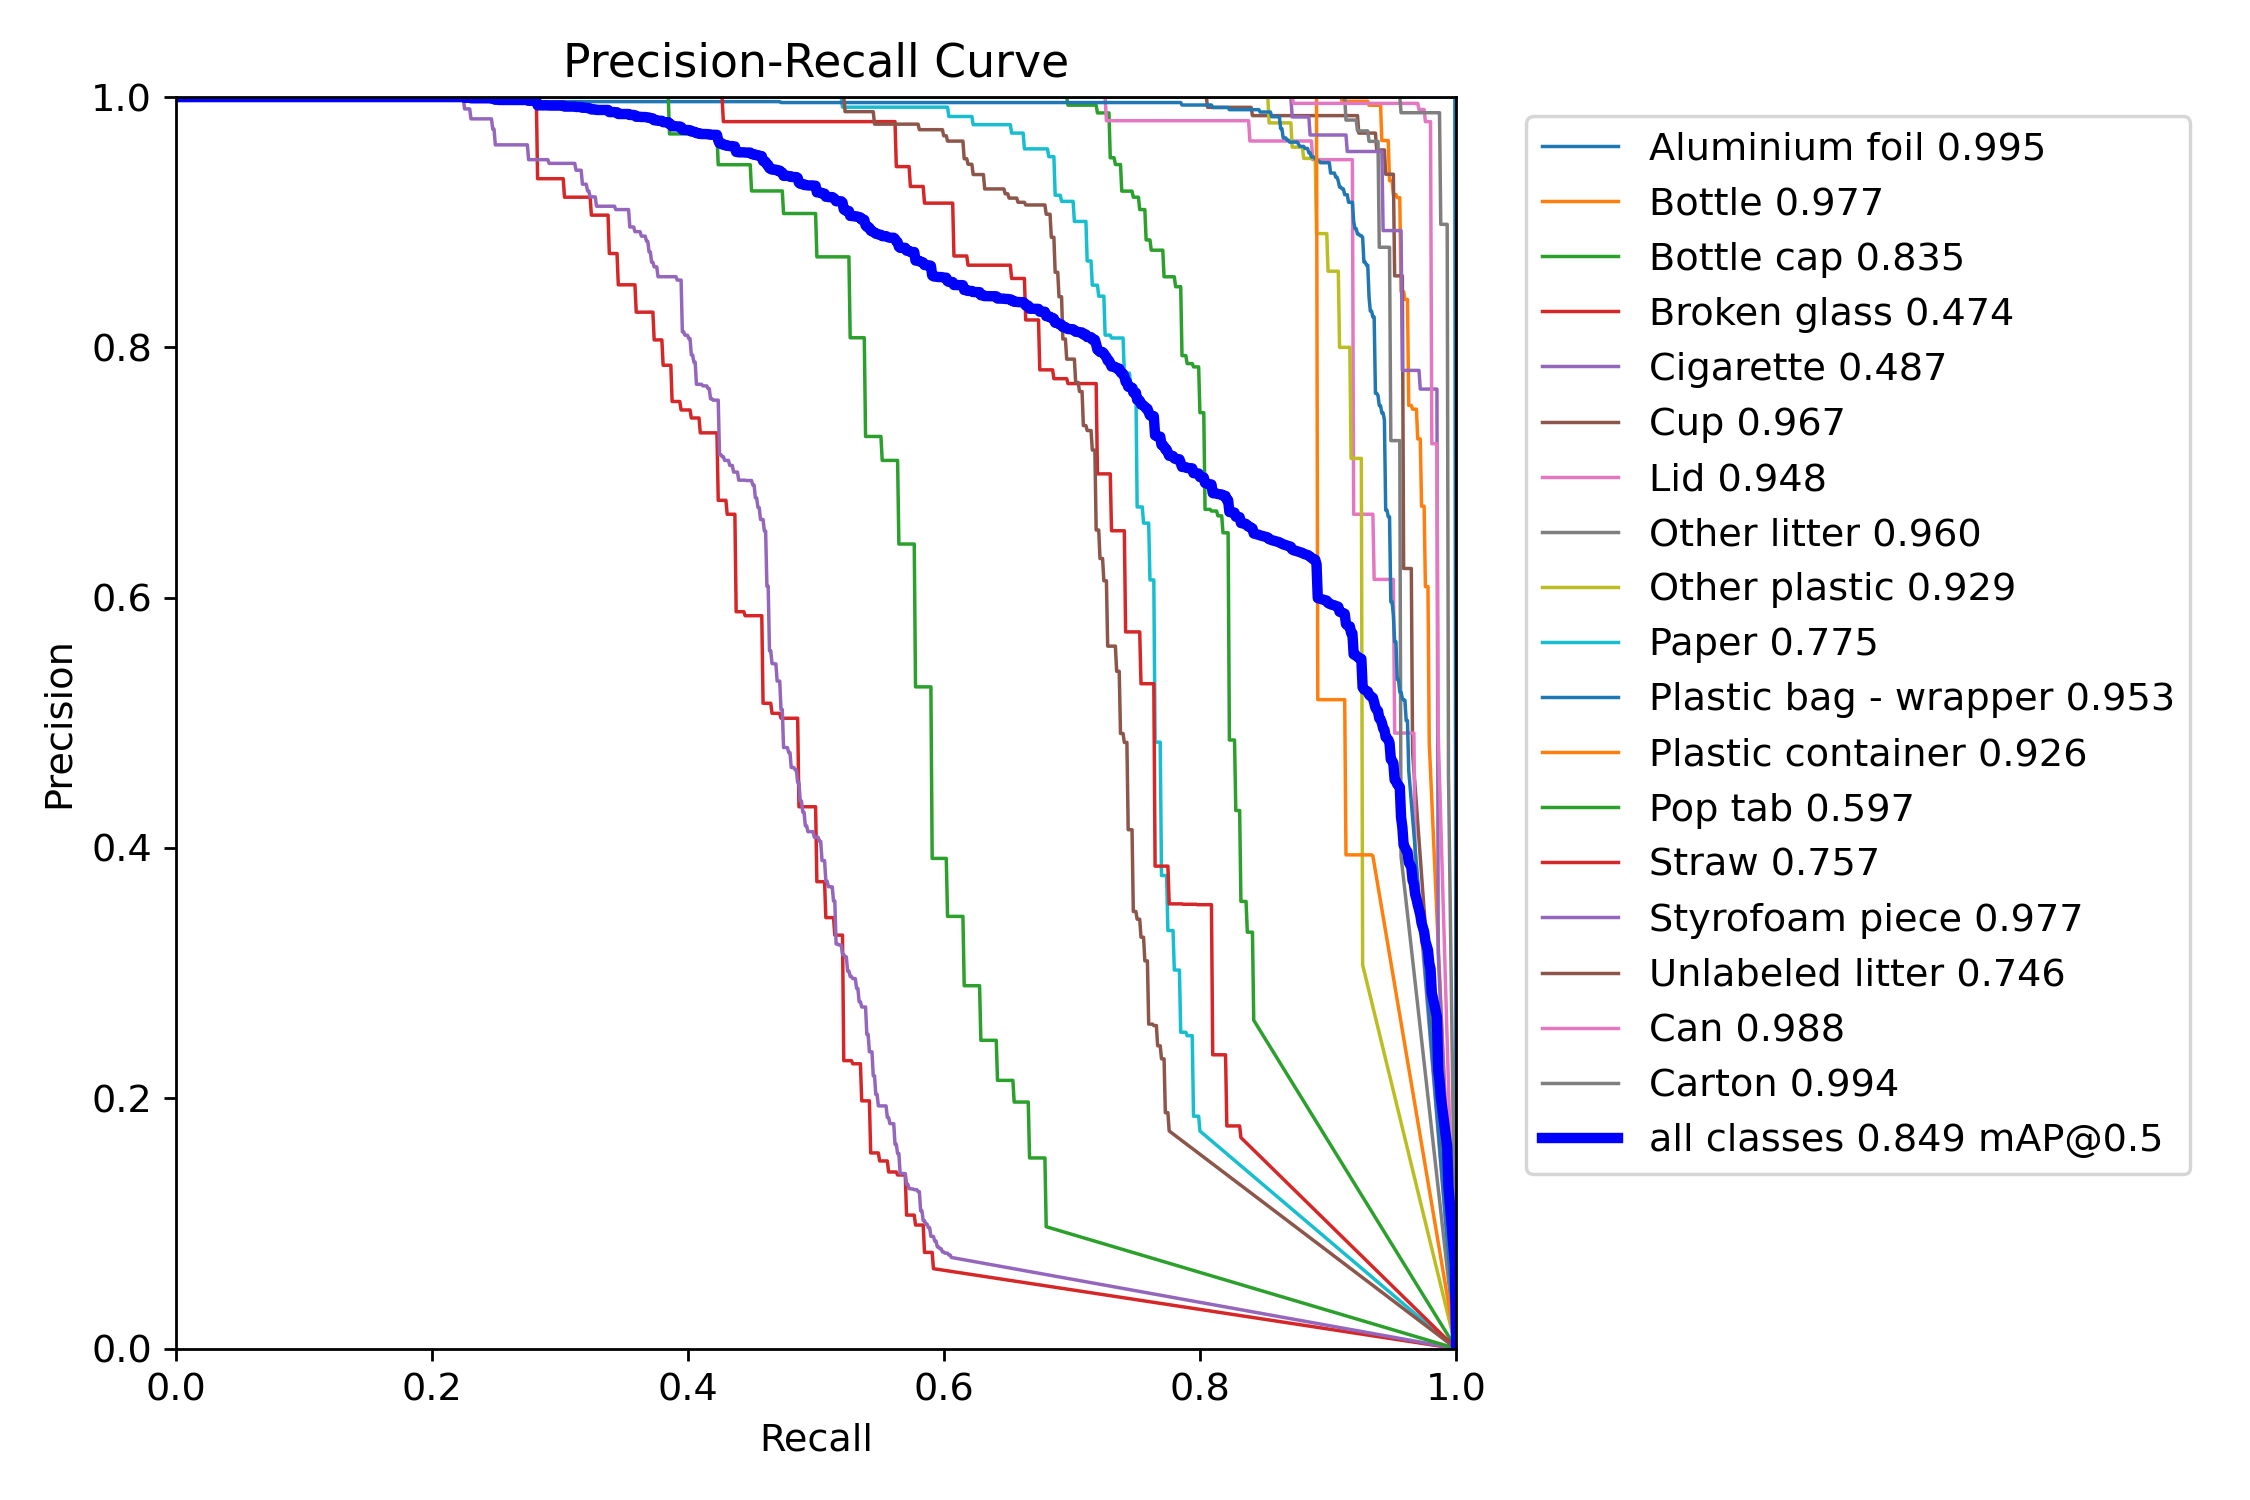 Precision-Recall Curve
1.0
0.8
0.6
0.4
0.2
0.0
Precision
0.0 0.2 0.4 0.6 0.8 1.0
Recall
Aluminium foil 0.995
Bottle 0.977
Bottle cap 0.835
Broken glass 0.474
Cigarette 0.487
Cup 0.967
Lid 0.948
Other litter 0.960
Other plastic 0.929
Paper 0.775
Plastic bag - wrapper 0.953
Plastic container 0.926
Pop tab 0.597
Straw 0.757
Styrofoam piece 0.977
Unlabeled litter 0.746
Can 0.988
Carton 0.994
all classes 0.849 mAP@0.5